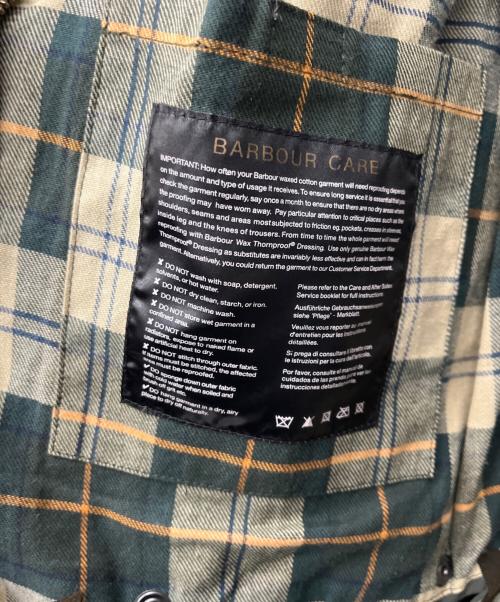 BARBOUR CARE
IMPORTANT: How often your Barbour waxed cotton garment will need reproofing depends
on the amount and type of usage it receives. To ensure long service it is essential that you
check the garment regularly, say once a month to ensure that there are no dry areas where
the proofing may have worn away. Pay particular attention to critical places such as the
shoulders, seams and areas most subjected to friction eg. pockets, creases in sleeves,
inside leg and the knees of trousers. From time to time the whole garment will need
reproofing with Barbour Wax Thornproof® Dressing. Use only genuine Barbour Wax
Thornproof® Dressing as substitutes are invariably less effective and can in fact harm the
garment. Alternatively, you could return the garment to our Customer Service Department.
✘ DO NOT wash with soap, detergent,
solvents, or hot water.
✘ DO NOT dry clean, starch, or iron.
✘ DO NOT machine wash.
✘ DO NOT store wet garment in a
confined area.
✘ DO NOT hang garment on
radiators, expose to naked flame or
use artificial heat to dry.
✘ DO NOT stitch through outer fabric.
If items must be stitched, the affected
area must be reproofed.
✔ DO sponge down outer fabric
with cold water when soiled and
brush off grit etc.
✔ DO hang garment in a dry, airy
place to dry off naturally.
Please refer to the Care and After Sales
Service booklet for full instructions.
Ausführliche Gebrauchsanweisung
siehe "Pflege" - Merkblatt.
Veuillez vous reporter au manuel
d'entretien pour les instructions
détaillées.
Si prega di consultare il libretto con
le istruzioni per la cura dell'articolo.
Por favor, consulte el manual de
cuidados de las prendas para ver las
instrucciones detalladas.